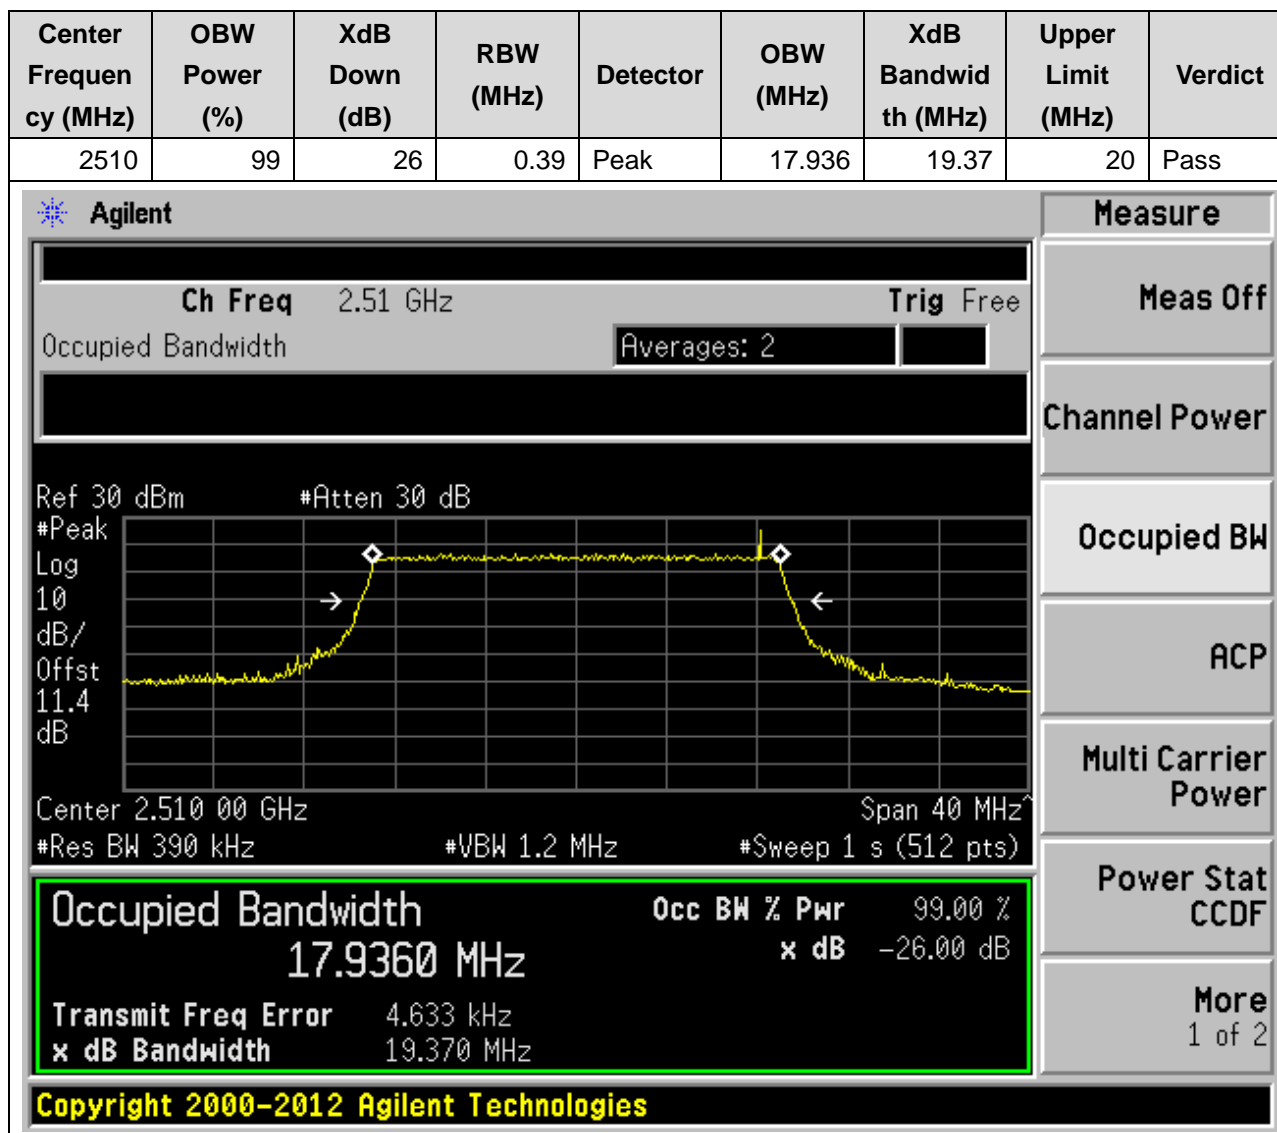 Center Frequen cy (MHz) OBW Power (%) XdB Down (dB) RBW (MHz) Detector OBW (MHz) XdB Bandwid th (MHz) Upper Limit (MHz) Verdict
2510 99 26 0.39 Peak 17.936 19.37 20 Pass
Agilent
Ch Freq 2.51 GHz Trig Free
Occupied Bandwidth Averages: 2
Ref 30 dBm #Atten 30 dB
#Peak
Log
10
dB/
Offst
11.4
dB
Center 2.510 00 GHz Span 40 MHz^
#Res BW 390 kHz #VBW 1.2 MHz #Sweep 1 s (512 pts)
Occupied Bandwidth Occ BW % Pwr 99.00 %
17.9360 MHz x dB -26.00 dB
Transmit Freq Error 4.633 kHz
x dB Bandwidth 19.370 MHz
Copyright 2000-2012 Agilent Technologies
Measure
Meas Off
Channel Power
Occupied BW
ACP
Multi Carrier
Power
Power Stat
CCDF
More
1 of 2